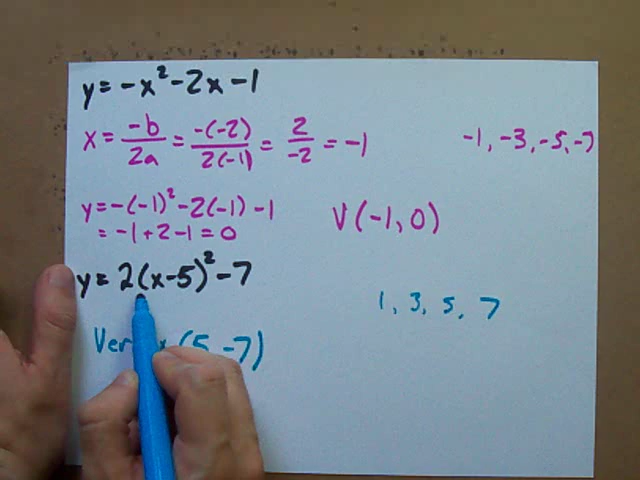 y = -x² - 2x - 1
x = -b/2a = -(-2)/2(-1) = 2/-2 = -1
-1, -3, -5, -7
y = -(-1)² - 2(-1) - 1
= -1 + 2 - 1 = 0
V(-1, 0)
y = 2(x-5)² - 7
1, 3, 5, 7
(5, -7)